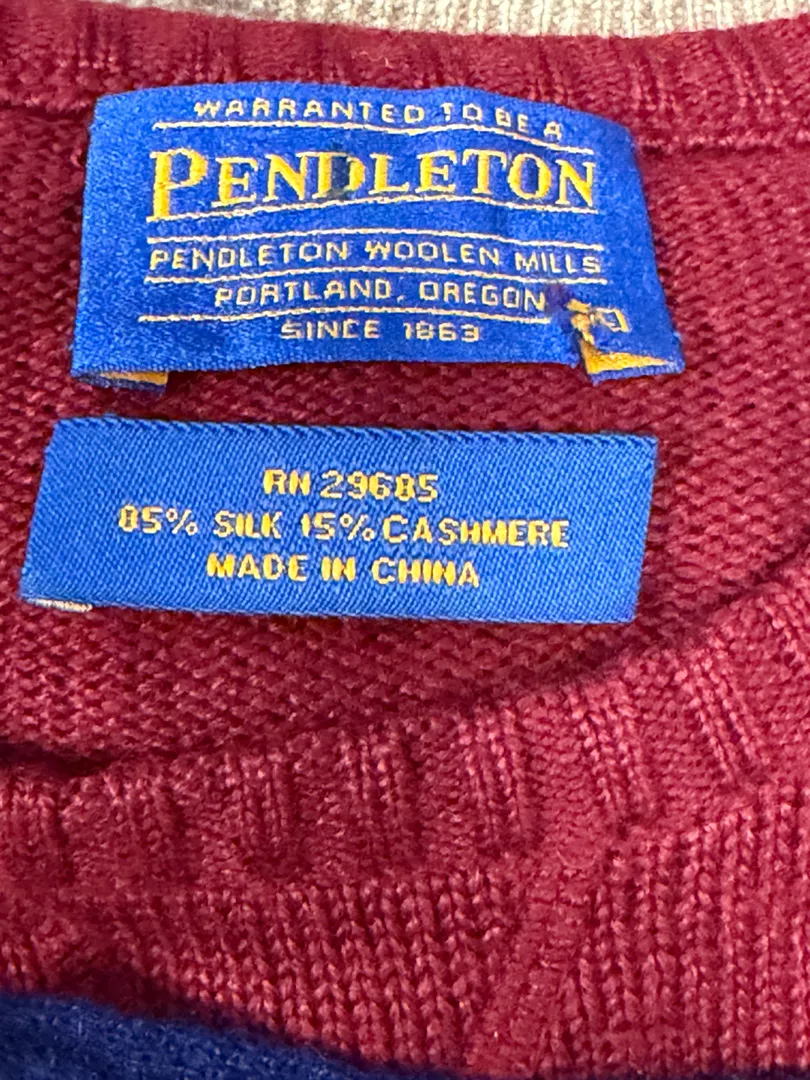 WARRANTED TO BE A
PENDLETON
PENDLETON WOOLEN MILLS
PORTLAND, OREGON
SINCE 1863
RN 29685
85% SILK 15% CASHMERE
MADE IN CHINA